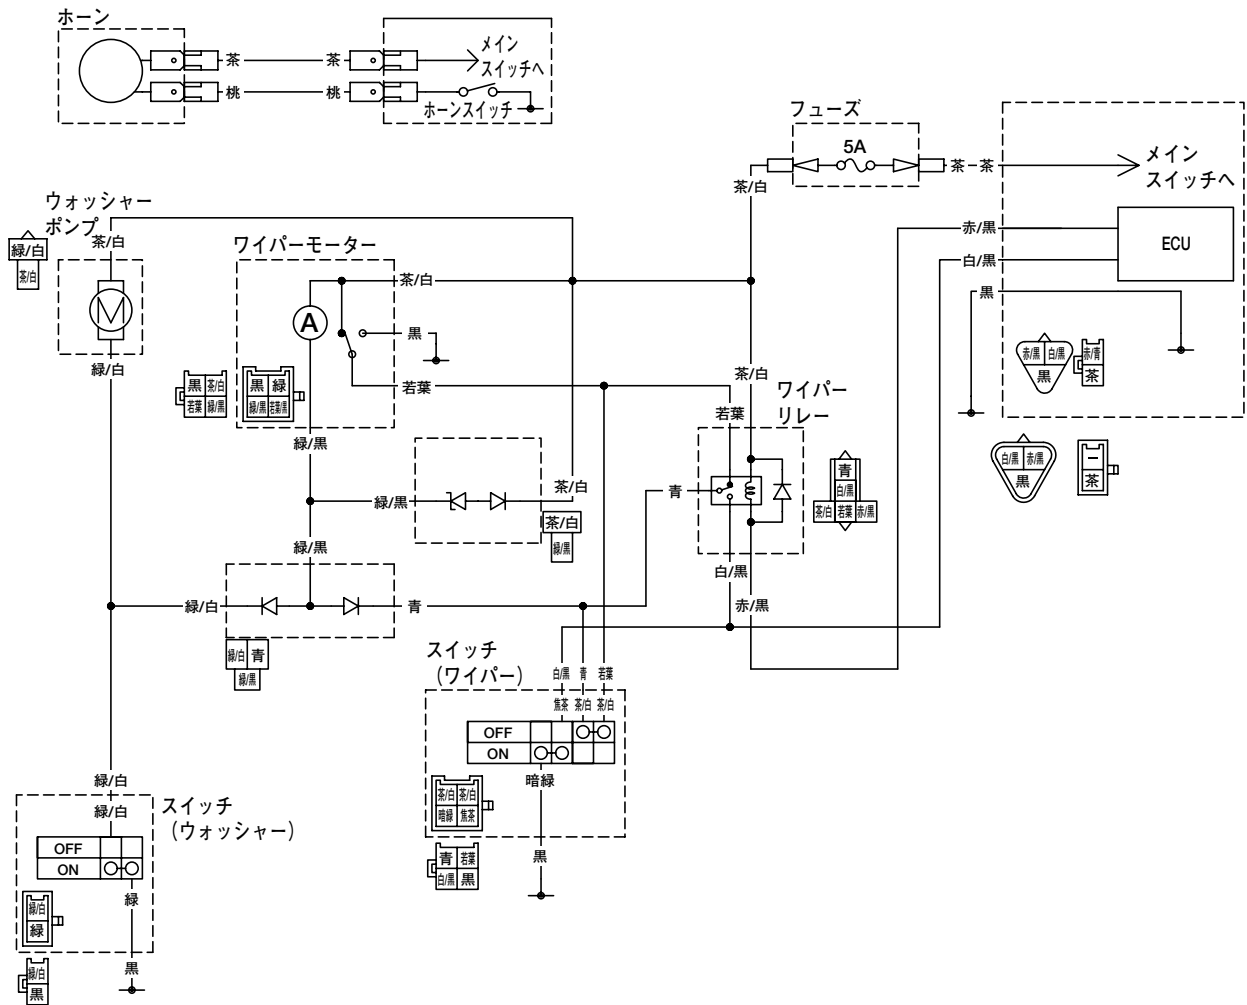 ホーン
茶
茶
メイン
スイッチへ
桃
桃
ホーンスイッチ
フューズ
5A
茶
茶
メイン
スイッチへ
茶/白
ウォッシャー
ポンプ
緑/白
茶/白
茶/白
ワイパーモーター
茶/白
赤/黒
ECU
白/黒
黒
A
黒
M
緑/白
茶/白
若葉
赤/黒
白/黒
黒
赤/青
茶
黒
茶/白
若葉
緑/黒
黒
緑
緑/黒
若葉/黒
ワイパー
リレー
若葉
緑/黒
白/黒
赤/黒
黒
ー
茶
茶/白
緑/黒
青
青
白/黒
茶/白
若葉
赤/黒
茶/白
緑/黒
緑/黒
白/黒
赤/黒
緑/白
青
緑/白
青
緑/黒
スイッチ
（ワイパー）
白/黒
青
若葉
焦茶
茶/白
茶/白
OFF
ON
暗緑
茶/白
茶/白
暗緑
焦茶
黒
青
若葉
白/黒
黒
緑/白
緑/白
スイッチ
（ウォッシャー）
OFF
ON
緑
緑/白
緑
黒
緑/白
黒